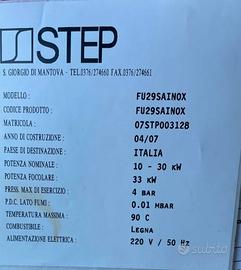 STEP
S. GIORGIO DI MANTOVA - TEL.0376/274660 FAX.0376/274661
MODELLO : FU29SAINOX
CODICE PRODOTTO : FU29SAINOX
MATRICOLA : 07STP003128
ANNO DI COSTRUZIONE : 04/07
PAESE DI DESTINAZIONE : ITALIA
POTENZA NOMINALE : 10 - 30 kW
POTENZA FOCOLARE : 33 kW
PRESS. MAX DI ESERCIZIO : 4 BAR
P.D.C. LATO FUMI : 0.01 MBAR
TEMPERATURA MASSIMA : 90 C
COMBUSTIBILE : Legna
ALIMENTAZIONE ELETTRICA : 220 V / 50 Hz
subito